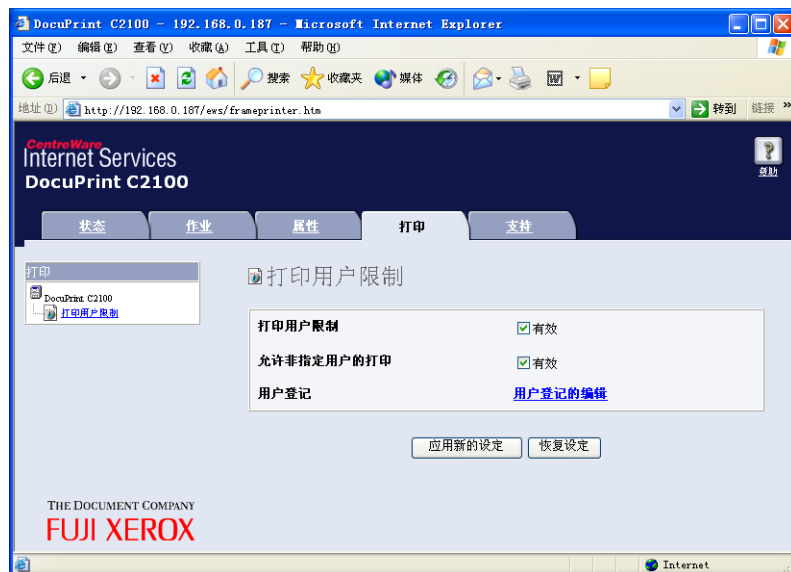 DocuPrint C2100 - 192.168.0.187 - Microsoft Internet Explorer
文件(F) 编辑(E) 查看(V) 收藏(A) 工具(T) 帮助(H)
后退 搜索 收藏夹 媒体
地址(D) http://192.168.0.187/ews/frameprinter.htm 转到 链接 »
CentreWare
Internet Services
DocuPrint C2100
帮助
状态 作业 属性 打印 支持
打印
DocuPrint C2100
打印用户限制
打印用户限制
打印用户限制 有效
允许非指定用户的打印 有效
用户登记 用户登记的编辑
应用新的设定 恢复设定
THE DOCUMENT COMPANY
FUJI XEROX
Internet